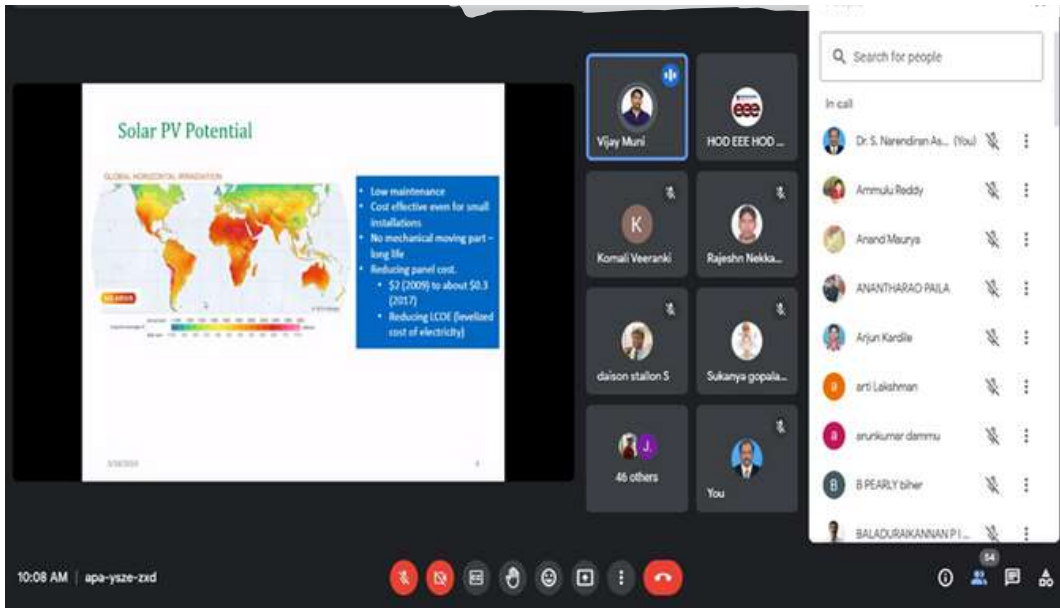 Solar PV Potential
GLOBAL HORIZONTAL IRRADIATION
• Low maintenance
• Cost effective even for small
installations
• No mechanical moving part –
long life
• Reducing panel cost.
• $2 (2009) to about $0.3
(2017)
• Reducing LCOE (levelized
cost of electricity)
Vijay Muni
eee
HOD EEE HOD ...
K
Komali Veeranki
Rajeshn Nekka...
daison stallon S
Sukanya gopala...
J.
46 others
You
Search for people
In call
Dr. S. Narendiran As... (You)
Ammulu Reddy
Anand Maurya
ANANTHARAO PAILA
Arjun Kardile
a
arti Lakshman
a
arunkumar dammu
B
B PEARLY biher
BALADURAIKANNAN P I ...
10:08 AM | apa-ysze-zxd
54